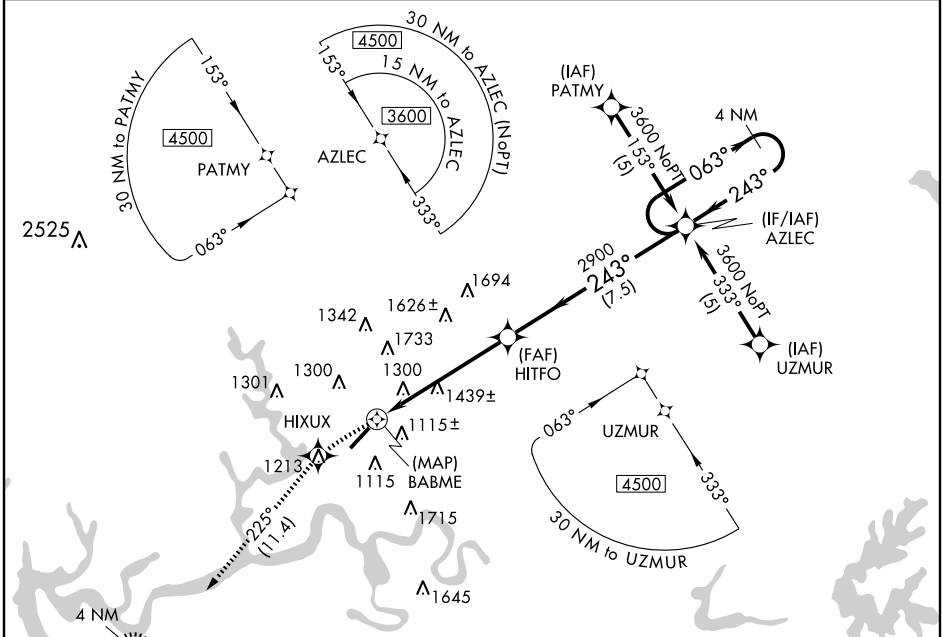 30 NM to PATMY
153°
4500
PATMY
063°
30 NM to AZLEC (NoPT)
4500
153°
15 NM to AZLEC
3600
AZLEC
333°
(IAF)
PATMY
3600 NoPT
153°
(5)
4 NM
063°
243°
(IF/IAF)
AZLEC
3600 NoPT
333°
(5)
(IAF)
UZMUR
2900
243°
(7.5)
(FAF)
HITFO
2525
1694
1626±
1342
1733
1300
1301
1300
1439±
HIXUX
1115±
1213
(MAP)
BABME
1115
1715
225°
(11.4)
1645
4 NM
063°
UZMUR
4500
333°
30 NM to UZMUR